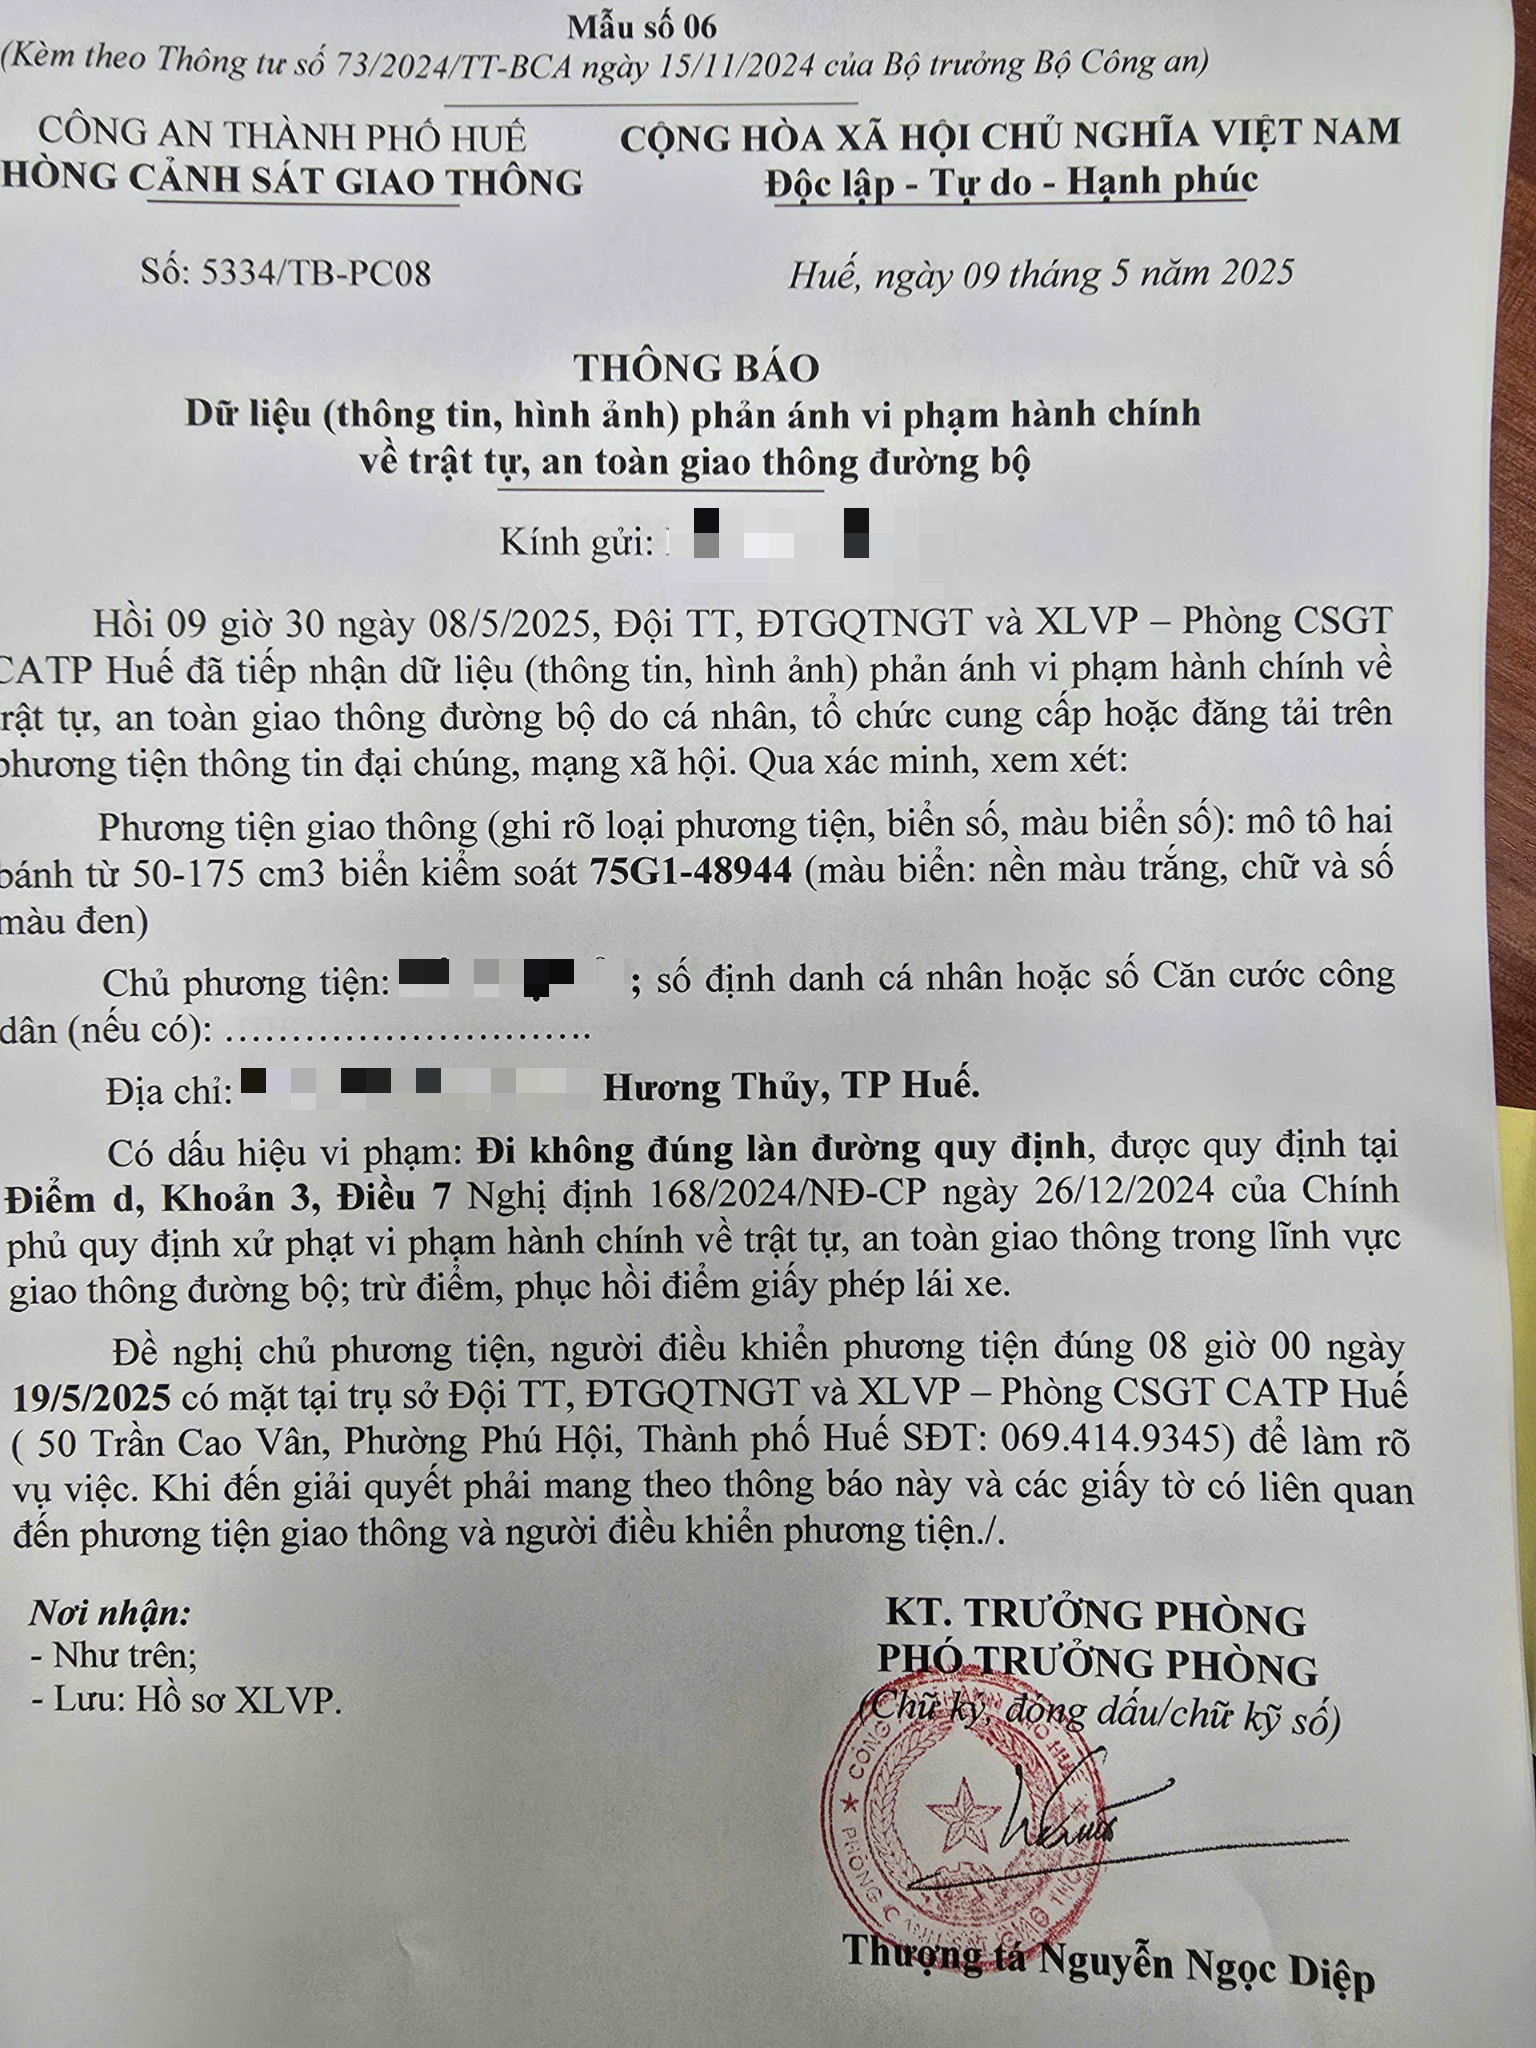 Mẫu số 06
(Kèm theo Thông tư số 73/2024/TT-BCA ngày 15/11/2024 của Bộ trưởng Bộ Công an)
CÔNG AN THÀNH PHỐ HUẾ
HÒNG CẢNH SÁT GIAO THÔNG
CỘNG HÒA XÃ HỘI CHỦ NGHĨA VIỆT NAM
Độc lập - Tự do - Hạnh phúc
Số: 5334/TB-PC08
Huế, ngày 09 tháng 5 năm 2025
THÔNG BÁO
Dữ liệu (thông tin, hình ảnh) phản ánh vi phạm hành chính
về trật tự, an toàn giao thông đường bộ
Kính gửi:
Hồi 09 giờ 30 ngày 08/5/2025, Đội TT, ĐTGQTNGT và XLVP – Phòng CSGT
CATP Huế đã tiếp nhận dữ liệu (thông tin, hình ảnh) phản ánh vi phạm hành chính về
rật tự, an toàn giao thông đường bộ do cá nhân, tổ chức cung cấp hoặc đăng tải trên
phương tiện thông tin đại chúng, mạng xã hội. Qua xác minh, xem xét:
Phương tiện giao thông (ghi rõ loại phương tiện, biển số, màu biển số): mô tô hai
bánh từ 50-175 cm3 biển kiểm soát 75G1-48944 (màu biển: nền màu trắng, chữ và số
màu đen)
Chủ phương tiện: ; số định danh cá nhân hoặc số Căn cước công
dân (nếu có): ............................
Địa chỉ: Hương Thủy, TP Huế.
Có dấu hiệu vi phạm: Đi không đúng làn đường quy định, được quy định tại
Điểm d, Khoản 3, Điều 7 Nghị định 168/2024/NĐ-CP ngày 26/12/2024 của Chính
phủ quy định xử phạt vi phạm hành chính về trật tự, an toàn giao thông trong lĩnh vực
giao thông đường bộ; trừ điểm, phục hồi điểm giấy phép lái xe.
Đề nghị chủ phương tiện, người điều khiển phương tiện đúng 08 giờ 00 ngày
19/5/2025 có mặt tại trụ sở Đội TT, ĐTGQTNGT và XLVP – Phòng CSGT CATP Huế
( 50 Trần Cao Vân, Phường Phú Hội, Thành phố Huế SĐT: 069.414.9345) để làm rõ
vụ việc. Khi đến giải quyết phải mang theo thông báo này và các giấy tờ có liên quan
đến phương tiện giao thông và người điều khiển phương tiện./.
Nơi nhận:
- Như trên;
- Lưu: Hồ sơ XLVP.
KT. TRƯỞNG PHÒNG
PHÓ TRƯỞNG PHÒNG
(Chữ ký, đóng dấu/chữ kỹ số)
Thượng tá Nguyễn Ngọc Diệp